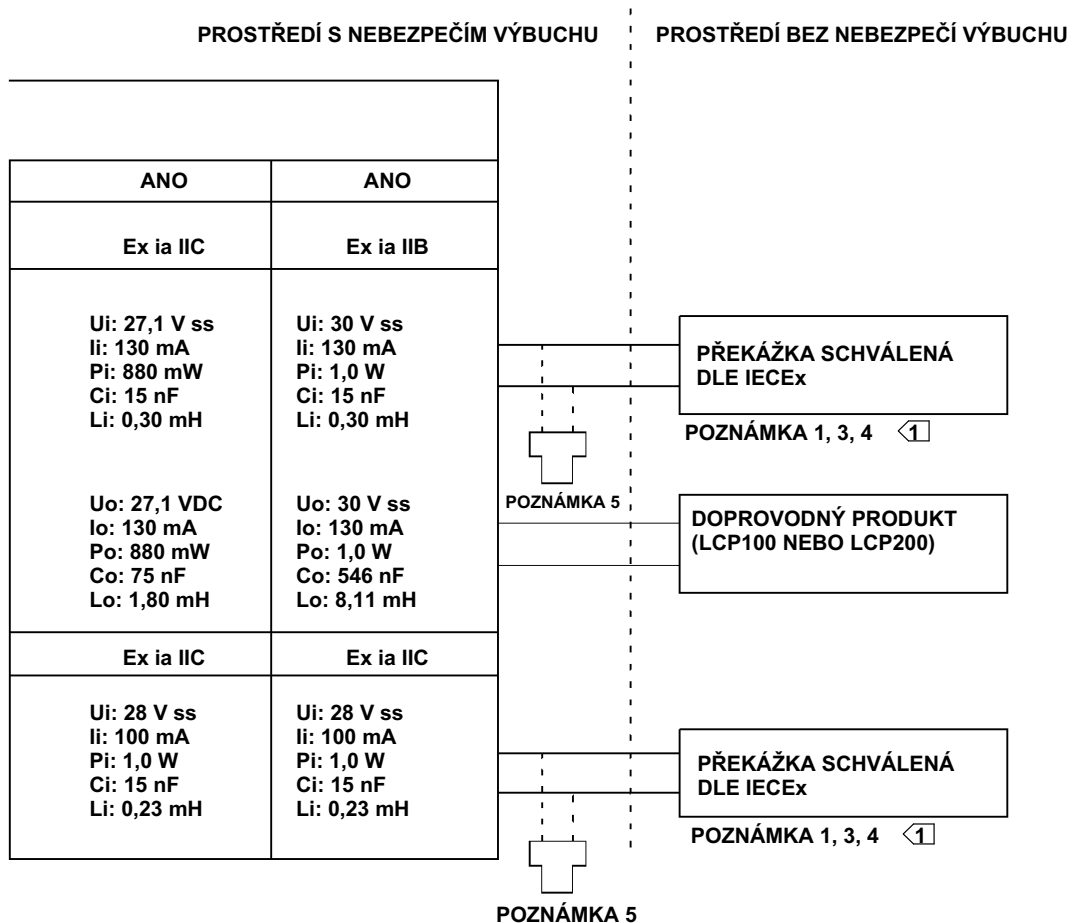 PROSTŘEDÍ S NEBEZPEČÍM VÝBUCHU
PROSTŘEDÍ BEZ NEBEZPEČÍ VÝBUCHU
ANO
ANO
Ex ia IIC
Ex ia IIB
Ui: 27,1 V ss
Ii: 130 mA
Pi: 880 mW
Ci: 15 nF
Li: 0,30 mH
Ui: 30 V ss
Ii: 130 mA
Pi: 1,0 W
Ci: 15 nF
Li: 0,30 mH
PŘEKÁŽKA SCHVÁLENÁ
DLE IECEx
POZNÁMKA 1, 3, 4 1
POZNÁMKA 5
Uo: 27,1 VDC
Io: 130 mA
Po: 880 mW
Co: 75 nF
Lo: 1,80 mH
Uo: 30 V ss
Io: 130 mA
Po: 1,0 W
Co: 546 nF
Lo: 8,11 mH
DOPROVODNÝ PRODUKT
(LCP100 NEBO LCP200)
Ex ia IIC
Ex ia IIC
Ui: 28 V ss
Ii: 100 mA
Pi: 1,0 W
Ci: 15 nF
Li: 0,23 mH
Ui: 28 V ss
Ii: 100 mA
Pi: 1,0 W
Ci: 15 nF
Li: 0,23 mH
PŘEKÁŽKA SCHVÁLENÁ
DLE IECEx
POZNÁMKA 1, 3, 4 1
POZNÁMKA 5